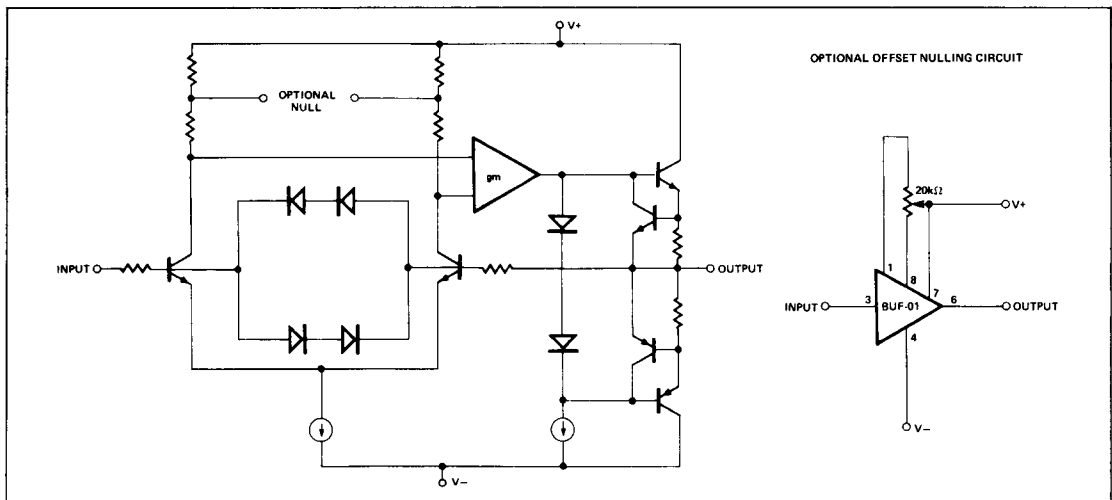 V+
OPTIONAL OFFSET NULLING CIRCUIT
OPTIONAL
NULL
gm
20kΩ
V+
INPUT
OUTPUT
1
8
7
INPUT
3
BUF-01
6
OUTPUT
4
V−
V−